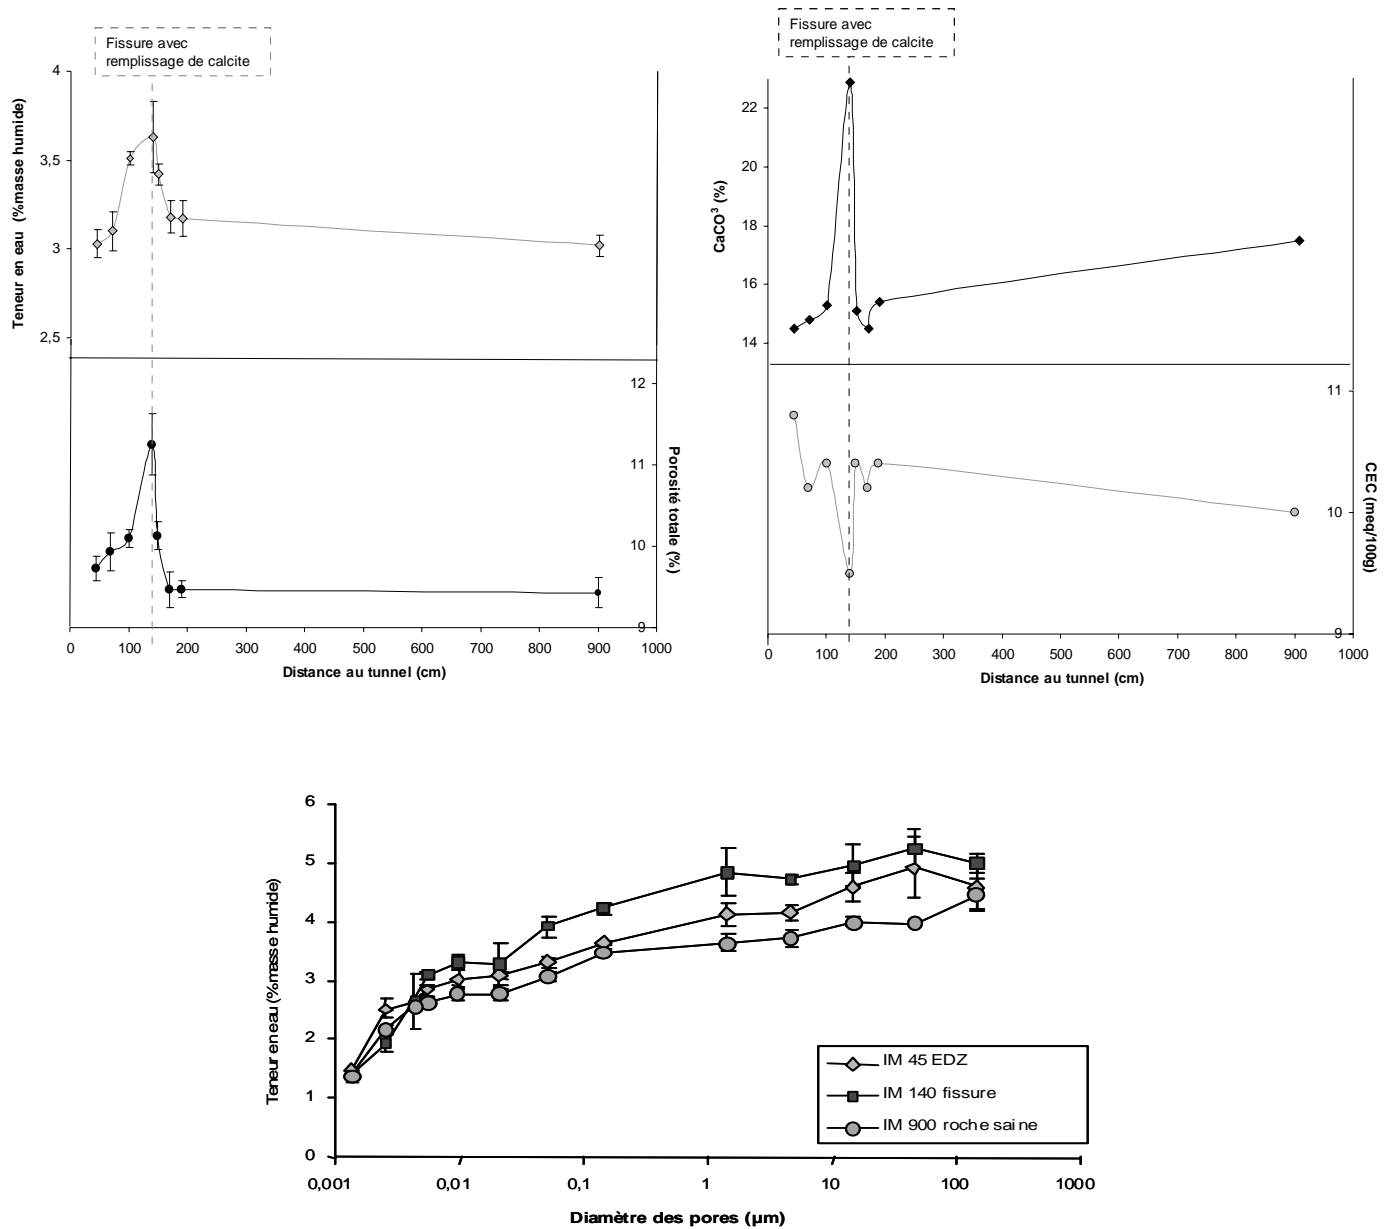 Fissure avec
remplissage de calcite
4
3,5
3
2,5
Teneur en eau (%masse humide)
12
11
10
9
Porosité totale (%)
0 100 200 300 400 500 600 700 800 900 1000
Distance au tunnel (cm)
Fissure avec
remplissage de calcite
22
20
18
16
14
CaCO³ (%)
11
10
9
CEC (meq/100g)
0 100 200 300 400 500 600 700 800 900 1000
Distance au tunnel (cm)
6
5
4
3
2
1
0
Teneur en eau (%masse humide)
IM 45 EDZ
IM 140 fissure
IM 900 roche saine
0,001 0,01 0,1 1 10 100 1000
Diamètre des pores (µm)